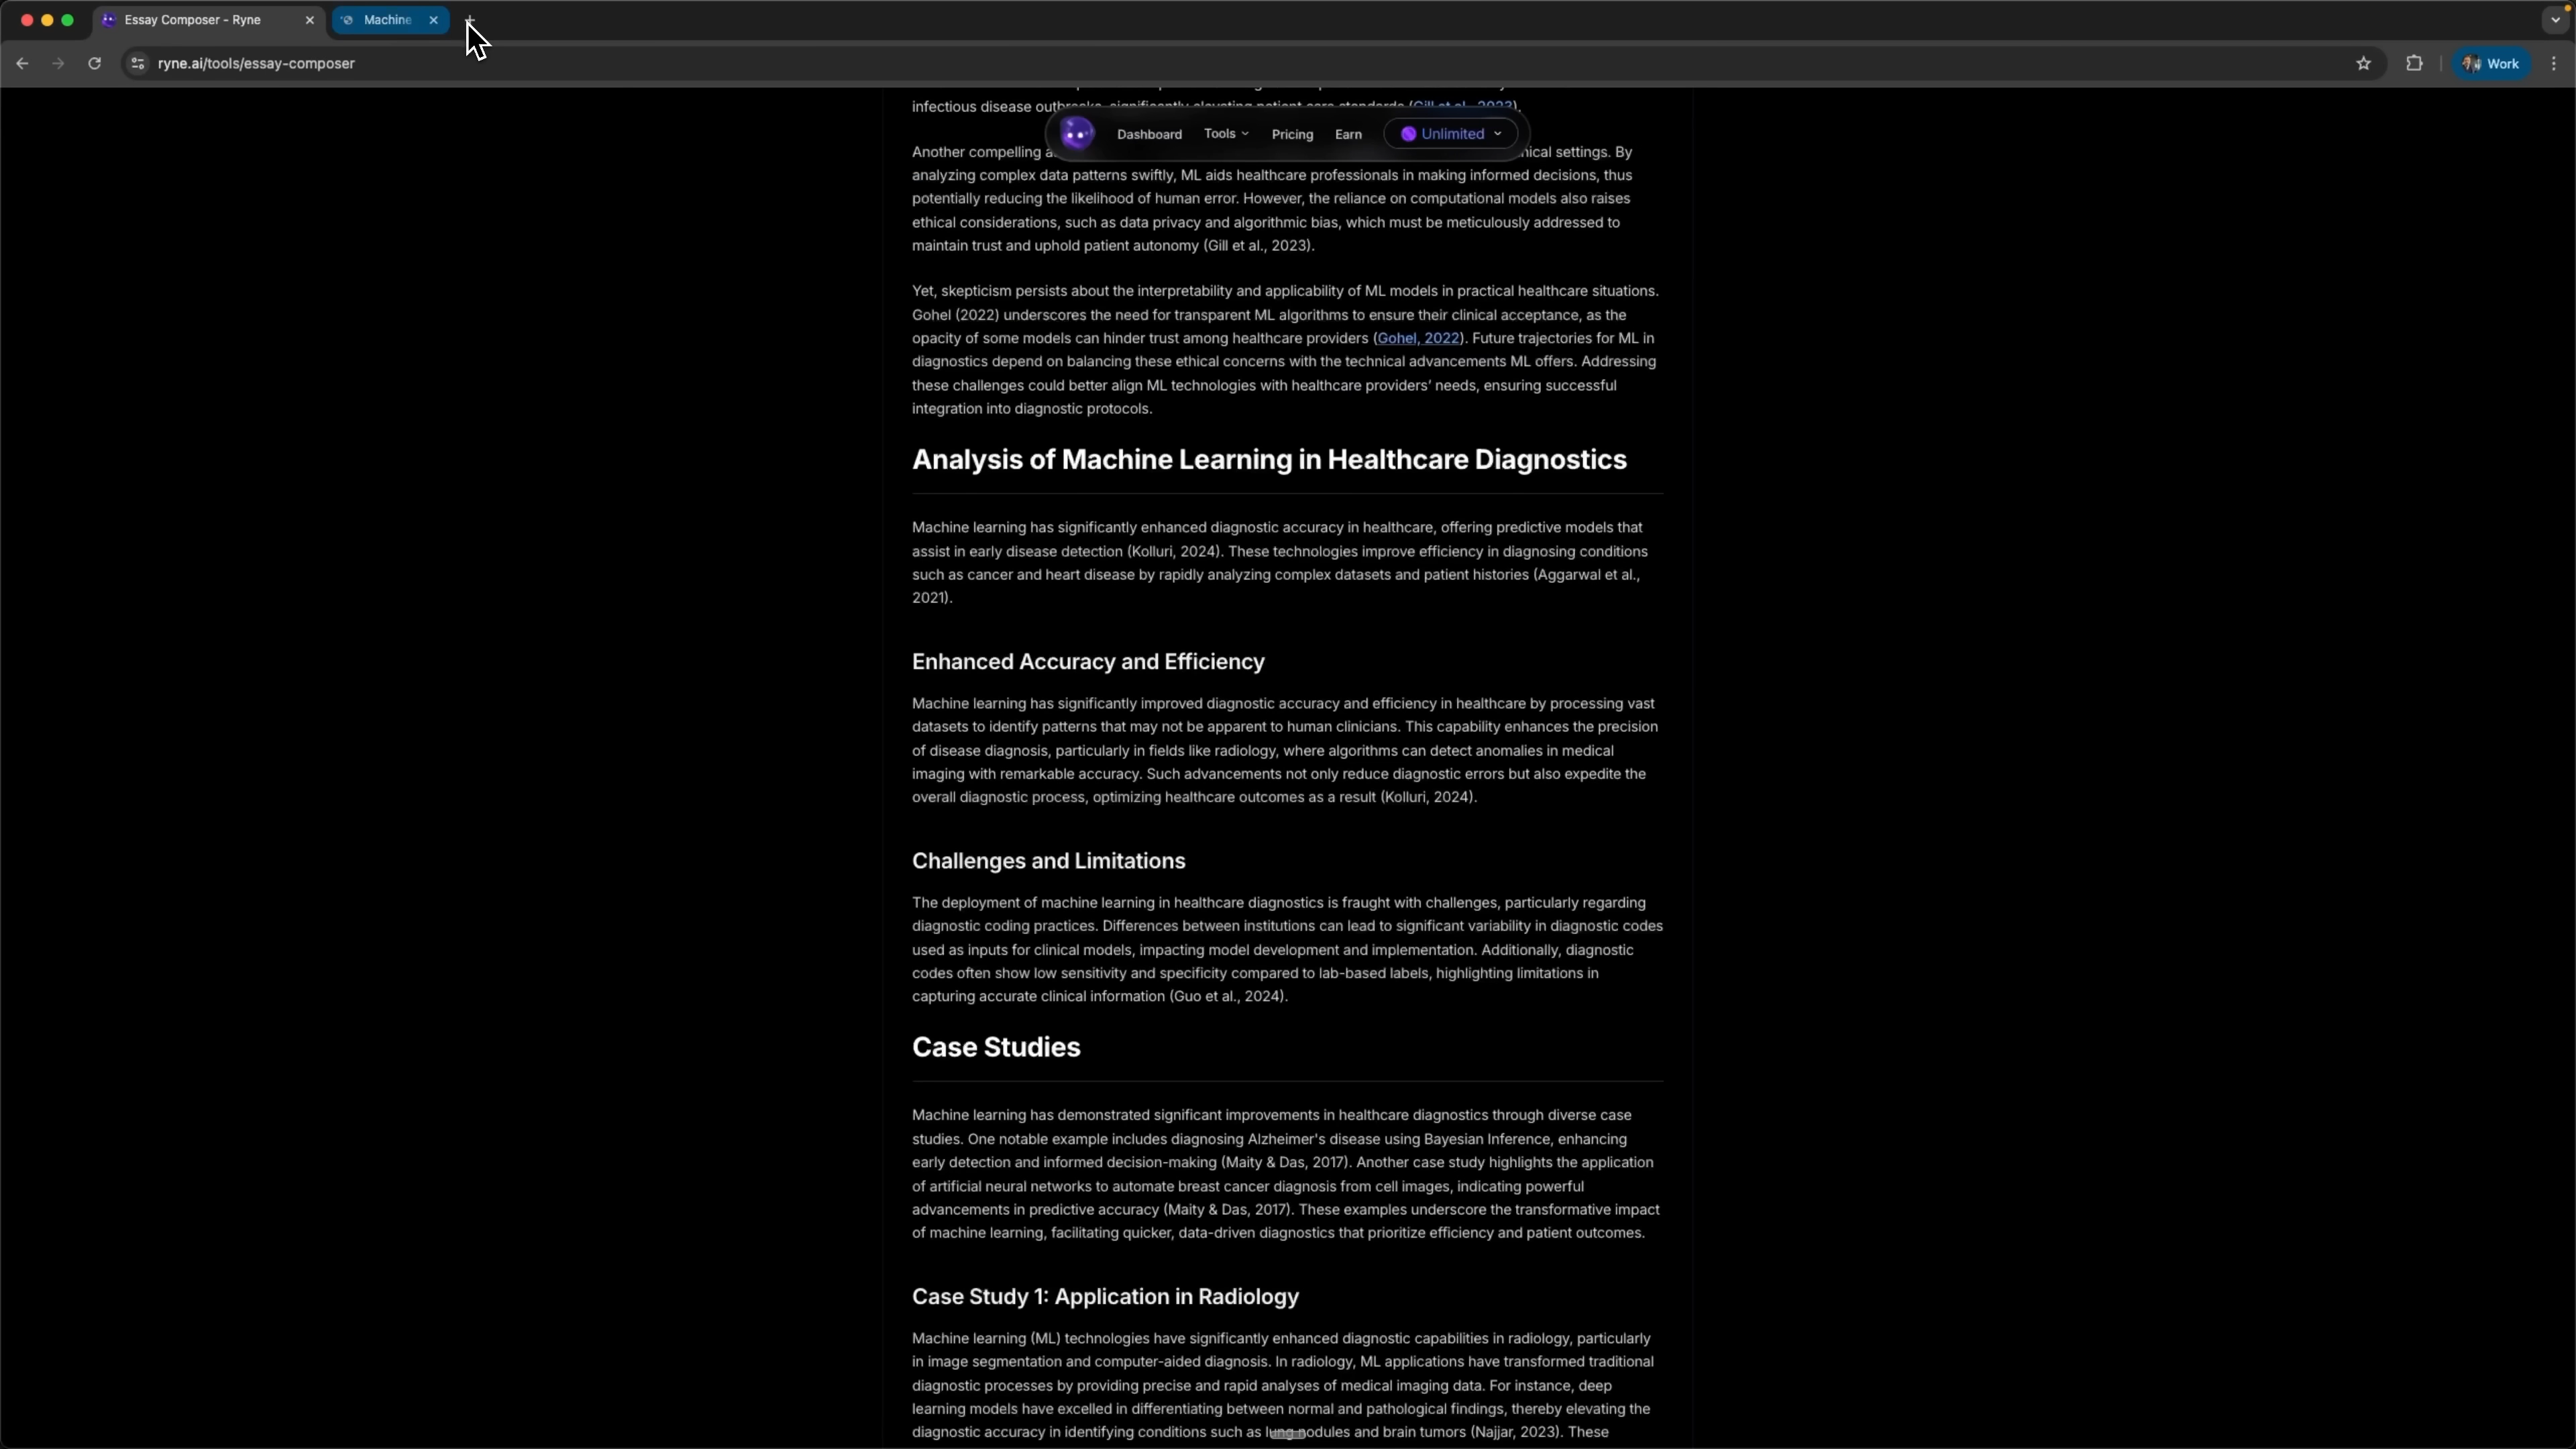 Essay Composer - Ryne
Machine
ryne.ai/tools/essay-composer
Work
infectious disease outbreaks, significantly elevating patient care standards (Gill et al., 2023).
Dashboard Tools Pricing Earn Unlimited
Another compelling nical settings. By
analyzing complex data patterns swiftly, ML aids healthcare professionals in making informed decisions, thus
potentially reducing the likelihood of human error. However, the reliance on computational models also raises
ethical considerations, such as data privacy and algorithmic bias, which must be meticulously addressed to
maintain trust and uphold patient autonomy (Gill et al., 2023).
Yet, skepticism persists about the interpretability and applicability of ML models in practical healthcare situations.
Gohel (2022) underscores the need for transparent ML algorithms to ensure their clinical acceptance, as the
opacity of some models can hinder trust among healthcare providers (Gohel, 2022). Future trajectories for ML in
diagnostics depend on balancing these ethical concerns with the technical advancements ML offers. Addressing
these challenges could better align ML technologies with healthcare providers’ needs, ensuring successful
integration into diagnostic protocols.
Analysis of Machine Learning in Healthcare Diagnostics
Machine learning has significantly enhanced diagnostic accuracy in healthcare, offering predictive models that
assist in early disease detection (Kolluri, 2024). These technologies improve efficiency in diagnosing conditions
such as cancer and heart disease by rapidly analyzing complex datasets and patient histories (Aggarwal et al.,
2021).
Enhanced Accuracy and Efficiency
Machine learning has significantly improved diagnostic accuracy and efficiency in healthcare by processing vast
datasets to identify patterns that may not be apparent to human clinicians. This capability enhances the precision
of disease diagnosis, particularly in fields like radiology, where algorithms can detect anomalies in medical
imaging with remarkable accuracy. Such advancements not only reduce diagnostic errors but also expedite the
overall diagnostic process, optimizing healthcare outcomes as a result (Kolluri, 2024).
Challenges and Limitations
The deployment of machine learning in healthcare diagnostics is fraught with challenges, particularly regarding
diagnostic coding practices. Differences between institutions can lead to significant variability in diagnostic codes
used as inputs for clinical models, impacting model development and implementation. Additionally, diagnostic
codes often show low sensitivity and specificity compared to lab-based labels, highlighting limitations in
capturing accurate clinical information (Guo et al., 2024).
Case Studies
Machine learning has demonstrated significant improvements in healthcare diagnostics through diverse case
studies. One notable example includes diagnosing Alzheimer's disease using Bayesian Inference, enhancing
early detection and informed decision-making (Maity & Das, 2017). Another case study highlights the application
of artificial neural networks to automate breast cancer diagnosis from cell images, indicating powerful
advancements in predictive accuracy (Maity & Das, 2017). These examples underscore the transformative impact
of machine learning, facilitating quicker, data-driven diagnostics that prioritize efficiency and patient outcomes.
Case Study 1: Application in Radiology
Machine learning (ML) technologies have significantly enhanced diagnostic capabilities in radiology, particularly
in image segmentation and computer-aided diagnosis. In radiology, ML applications have transformed traditional
diagnostic processes by providing precise and rapid analyses of medical imaging data. For instance, deep
learning models have excelled in differentiating between normal and pathological findings, thereby elevating the
diagnostic accuracy in identifying conditions such as lung nodules and brain tumors (Najjar, 2023). These